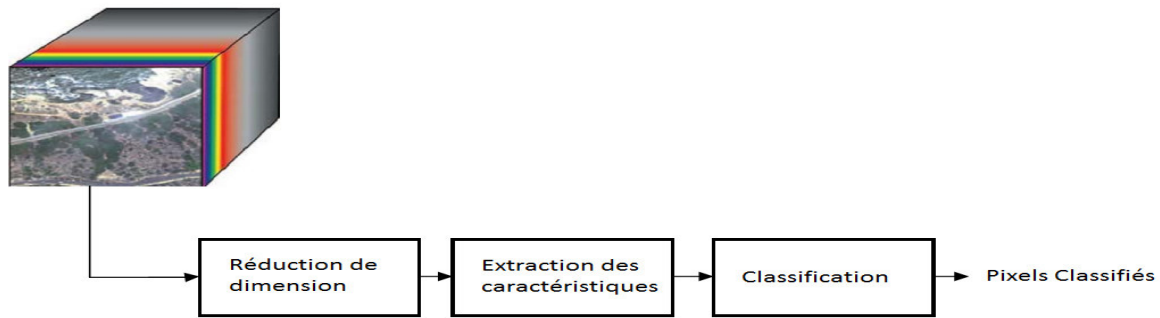 Réduction de
dimension
Extraction des
caractéristiques
Classification
Pixels Classifiés